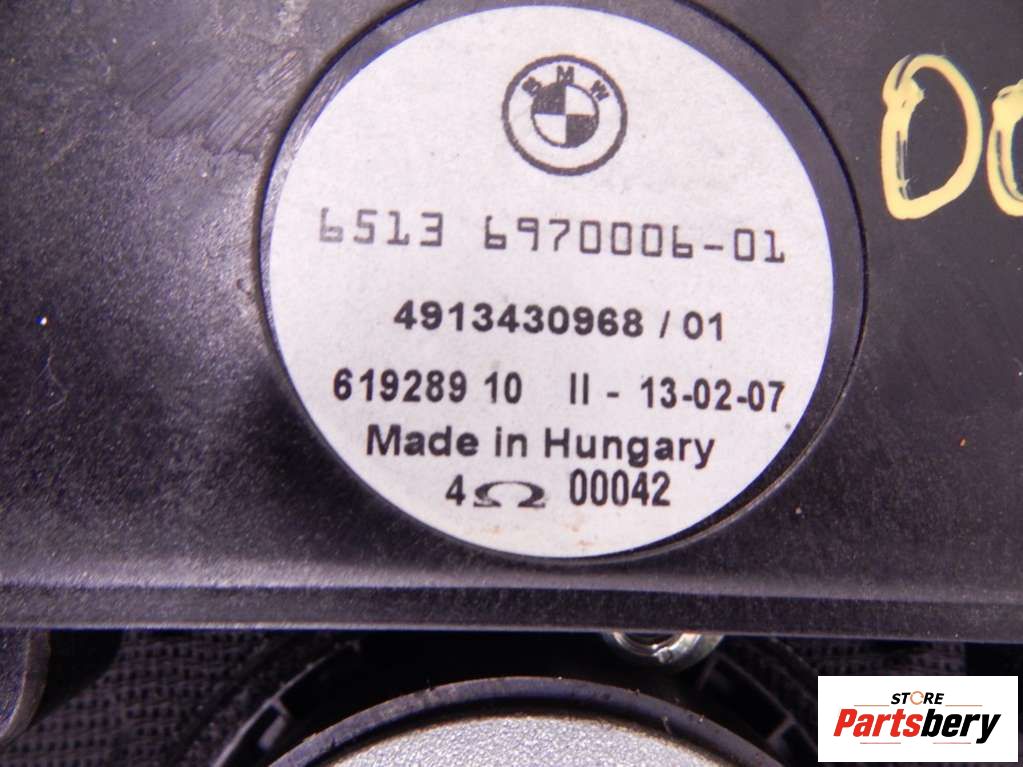 BMW
6513 6970006-01
4913430968 / 01
619289 10 II - 13-02-07
Made in Hungary
4Ω 00042
STORE
Partsbery